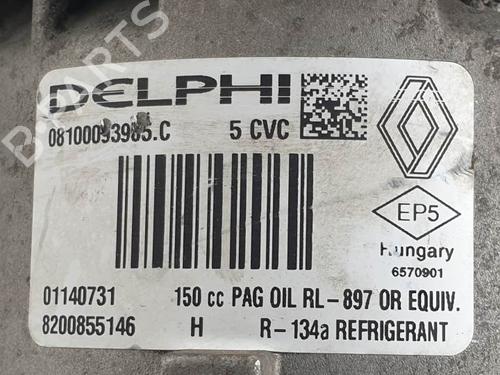 DELPHI
08100093985.C 5 CVC
EP5
Hungary
6570901
01140731 150 cc PAG OIL RL-897 OR EQUIV.
8200855146 H R-134a REFRIGERANT